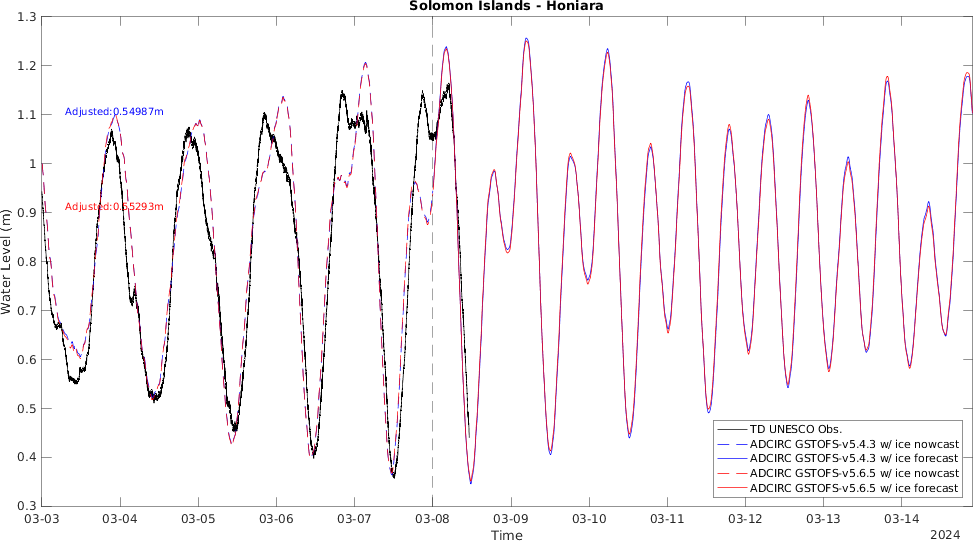 Solomon Islands - Honiara
1.3
1.2
1.1
1
0.9
0.8
0.7
0.6
0.5
0.4
0.3
Water Level (m)
Adjusted:0.54987m
Adjusted:0.55293m
TD UNESCO Obs.
ADCIRC GSTOFS-v5.4.3 w/ ice nowcast
ADCIRC GSTOFS-v5.4.3 w/ ice forecast
ADCIRC GSTOFS-v5.6.5 w/ ice nowcast
ADCIRC GSTOFS-v5.6.5 w/ ice forecast
03-03 03-04 03-05 03-06 03-07 03-08 03-09 03-10 03-11 03-12 03-13 03-14
Time
2024